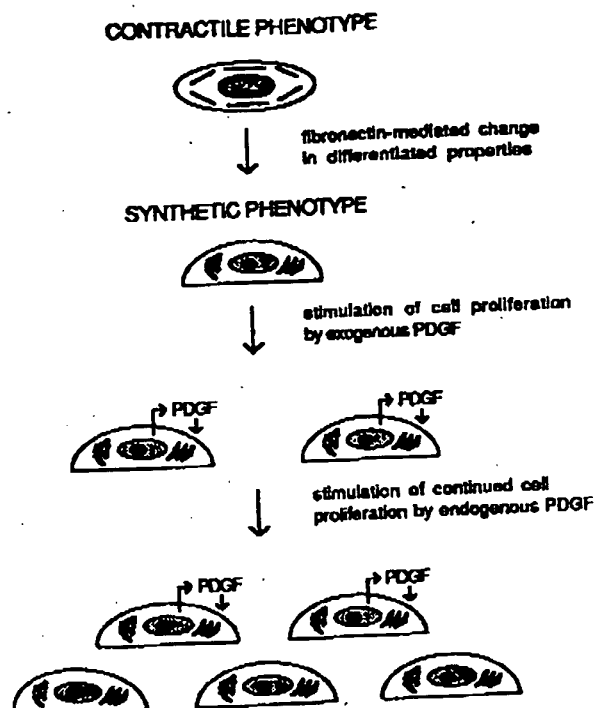 CONTRACTILE PHENOTYPE
fibronectin-mediated change
in differentiated properties
SYNTHETIC PHENOTYPE
stimulation of cell proliferation
by exogenous PDGF
PDGF
PDGF
stimulation of continued cell
proliferation by endogenous PDGF
PDGF
PDGF